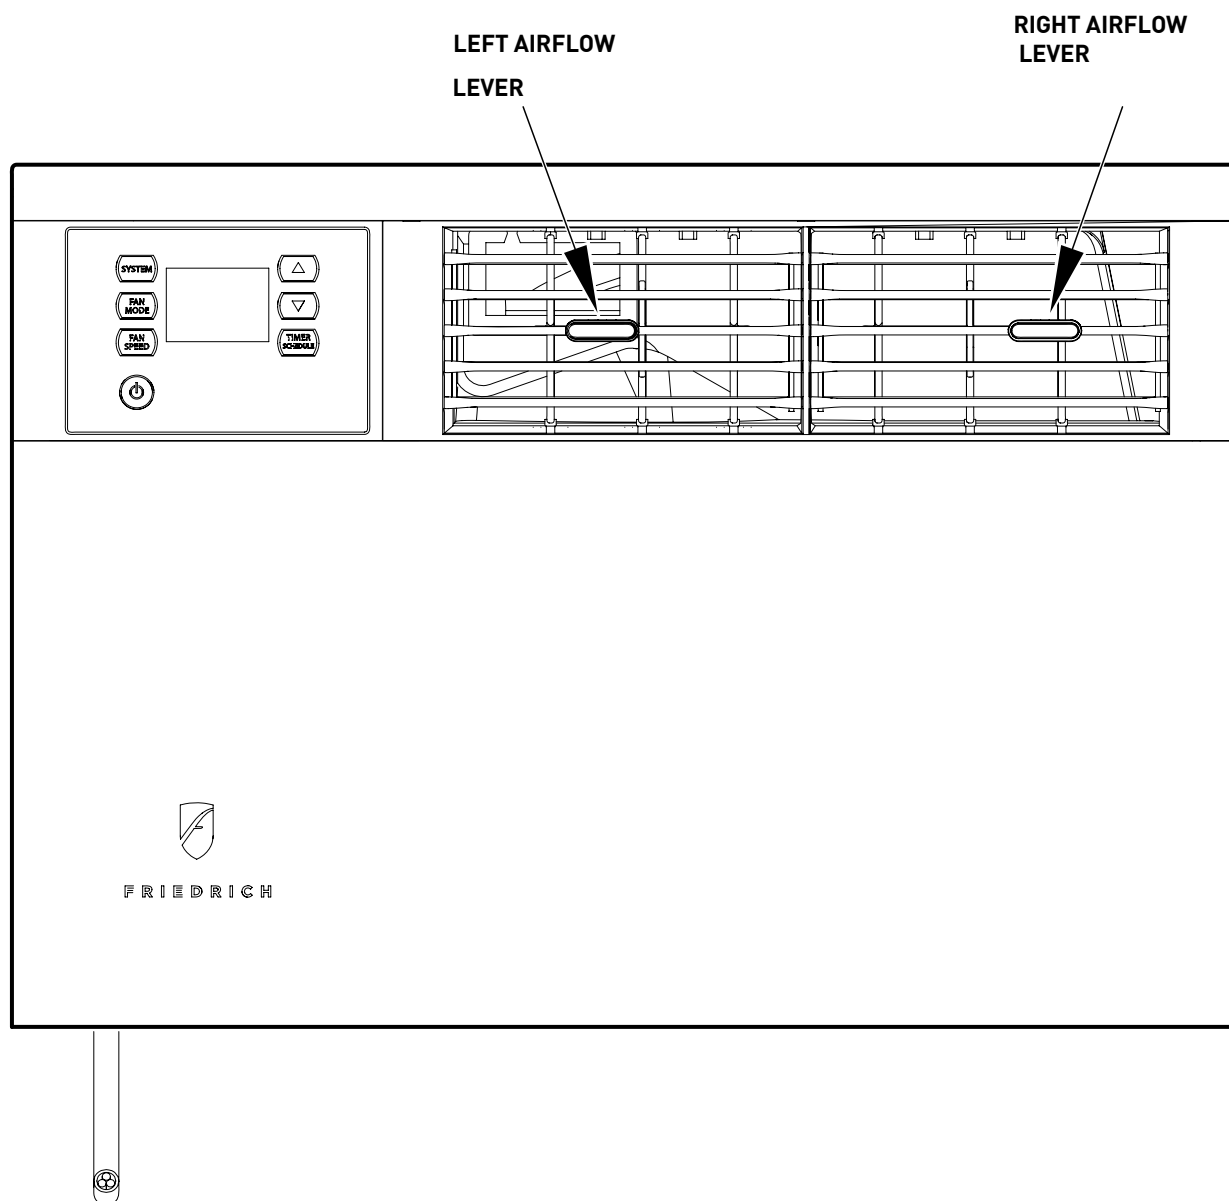 LEFT AIRFLOW
LEVER
RIGHT AIRFLOW
LEVER
SYSTEM
FAN
MODE
FAN
SPEED
TIMER
SCHEDULE
FRIEDRICH